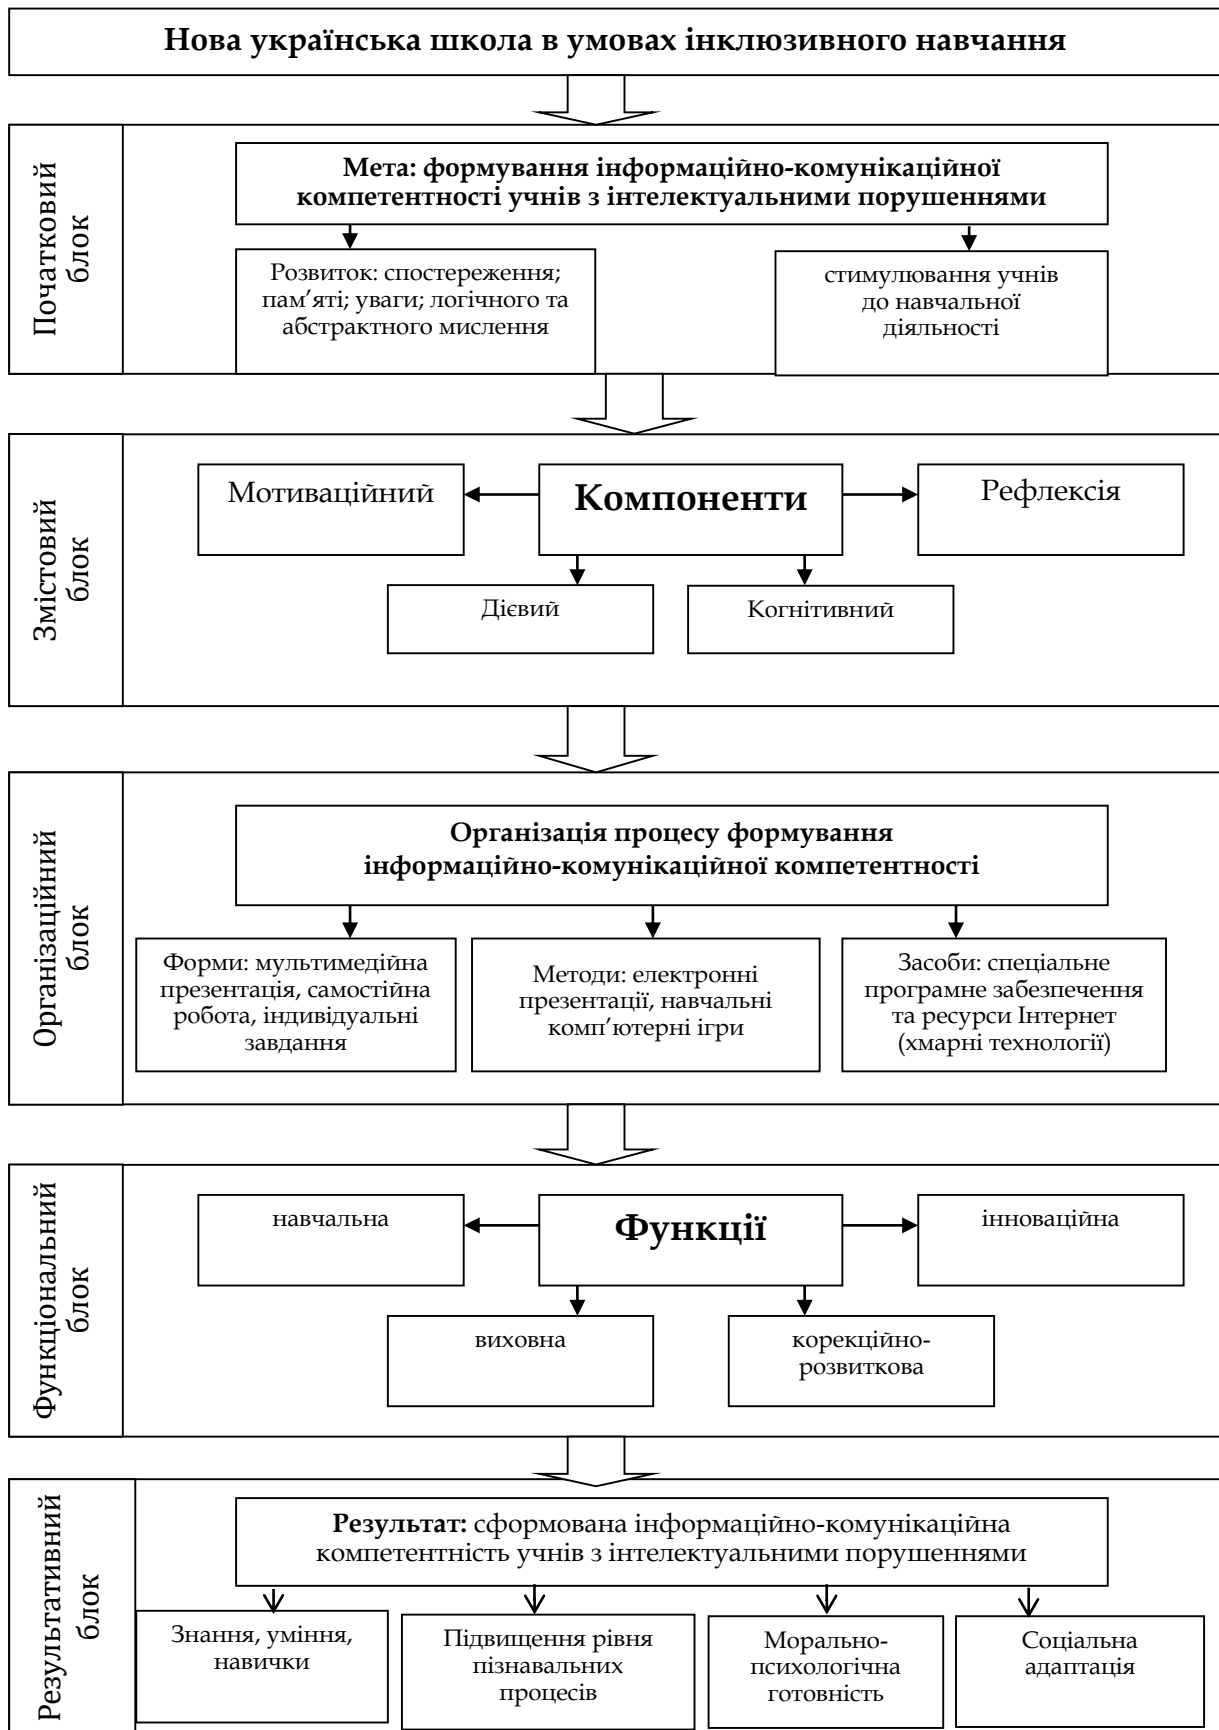 Нова українська школа в умовах інклюзивного навчання
Початковий
блок
Мета: формування інформаційно-комунікаційної
компетентності учнів з інтелектуальними порушеннями
Розвиток: спостереження;
пам’яті; уваги; логічного та
абстрактного мислення
стимулювання учнів
до навчальної
діяльності
Змістовий
блок
Мотиваційний
Компоненти
Рефлексія
Дієвий
Когнітивний
Організаційний
блок
Організація процесу формування
інформаційно-комунікаційної компетентності
Форми: мультимедійна
презентація, самостійна
робота, індивідуальні
завдання
Методи: електронні
презентації, навчальні
комп’ютерні ігри
Засоби: спеціальне
програмне забезпечення
та ресурси Інтернет
(хмарні технології)
Функціональний
блок
навчальна
Функції
інноваційна
виховна
корекційно-
розвиткова
Результативний
блок
Результат: сформована інформаційно-комунікаційна
компетентність учнів з інтелектуальними порушеннями
Знання, уміння,
навички
Підвищення рівня
пізнавальних
процесів
Морально-
психологічна
готовність
Соціальна
адаптація